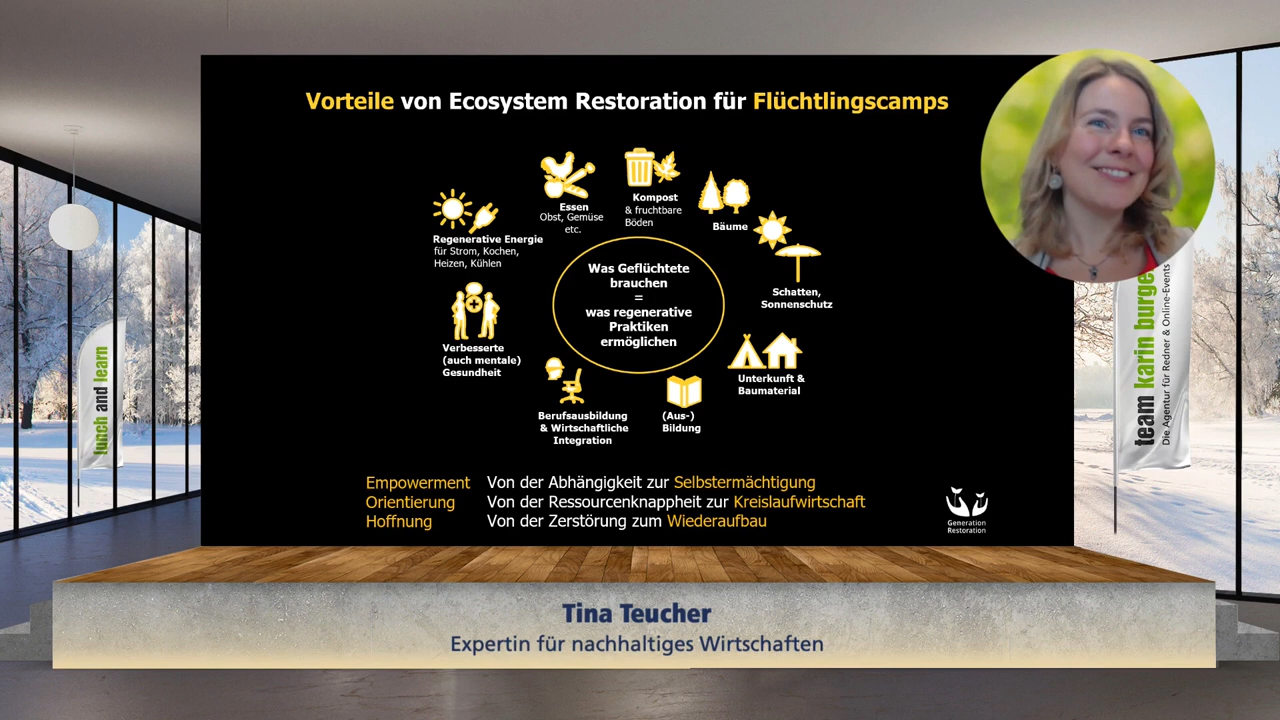 Vorteile von Ecosystem Restoration für Flüchtlingscamps
Essen
Obst, Gemüse
etc.
Kompost
& fruchtbare
Böden
Bäume
Regenerative Energie
für Strom, Kochen,
Heizen, Kühlen
Schatten,
Sonnenschutz
Was Geflüchtete
brauchen
=
was regenerative
Praktiken
ermöglichen
Verbesserte
(auch mentale)
Gesundheit
Unterkunft &
Baumaterial
Berufsausbildung
& Wirtschaftliche
Integration
(Aus-)
Bildung
Empowerment Von der Abhängigkeit zur Selbstermächtigung
Orientierung Von der Ressourcenknappheit zur Kreislaufwirtschaft
Hoffnung Von der Zerstörung zum Wiederaufbau
Generation
Restoration
lunch and learn
team karin burge
Die Agentur für Redner & Online-Events
Tina Teucher
Expertin für nachhaltiges Wirtschaften